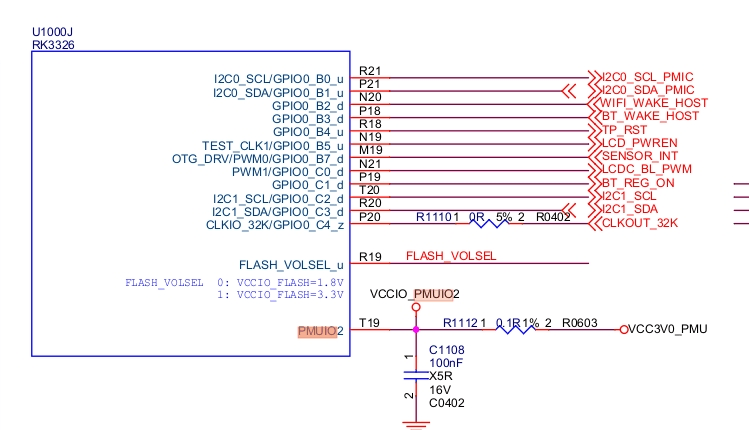 U1000J
RK3326
I2C0_SCL/GPIO0_B0_u R21 I2C0_SCL_PMIC
I2C0_SDA/GPIO0_B1_u P21 I2C0_SDA_PMIC
GPIO0_B2_d N20 WIFI_WAKE_HOST
GPIO0_B3_d P18 BT_WAKE_HOST
GPIO0_B4_u R18 TP_RST
TEST_CLK1/GPIO0_B5_u N19 LCD_PWREN
OTG_DRV/PWM0/GPIO0_B7_d M19 SENSOR_INT
PWM1/GPIO0_C0_d N21 LCDC_BL_PWM
GPIO0_C1_d P19 BT_REG_ON
I2C1_SCL/GPIO0_C2_d T20 I2C1_SCL
I2C1_SDA/GPIO0_C3_d R20 I2C1_SDA
CLKIO_32K/GPIO0_C4_z P20 R1110 1 0R 5% 2 R0402 CLKOUT_32K
FLASH_VOLSEL_u R19 FLASH_VOLSEL
FLASH_VOLSEL 0: VCCIO_FLASH=1.8V
1: VCCIO_FLASH=3.3V
VCCIO_PMUIO2
PMUIO2 T19 R1112 1 0.1R 1% 2 R0603 VCC3V0_PMU
1 C1108
100nF
X5R
2 16V
C0402